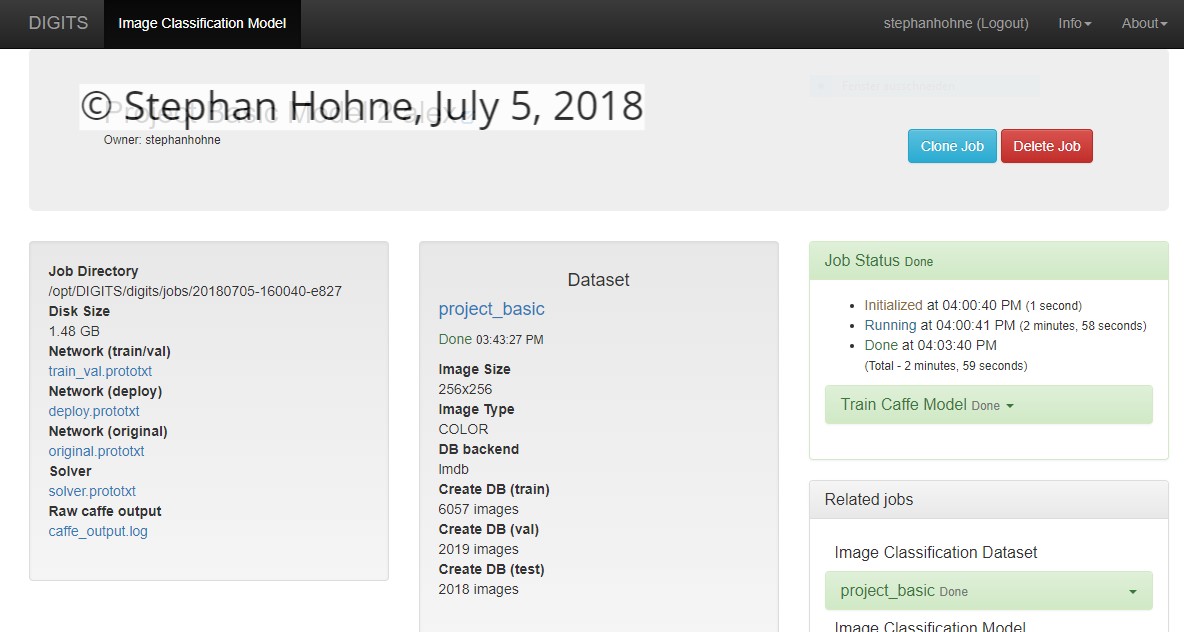 DIGITS
Image Classification Model
stephanhohne (Logout)
Info
About
© Stephan Hohne, July 5, 2018
Owner: stephanhohne
Clone Job
Delete Job
Job Directory
/opt/DIGITS/digits/jobs/20180705-160040-e827
Disk Size
1.48 GB
Network (train/val)
train_val.prototxt
Network (deploy)
deploy.prototxt
Network (original)
original.prototxt
Solver
solver.prototxt
Raw caffe output
caffe_output.log
Dataset
project_basic
Done 03:43:27 PM
Image Size
256x256
Image Type
COLOR
DB backend
lmdb
Create DB (train)
6057 images
Create DB (val)
2019 images
Create DB (test)
2018 images
Job Status Done
Initialized at 04:00:40 PM (1 second)
Running at 04:00:41 PM (2 minutes, 58 seconds)
Done at 04:03:40 PM
(Total - 2 minutes, 59 seconds)
Train Caffe Model Done
Related jobs
Image Classification Dataset
project_basic Done
Image Classification Model